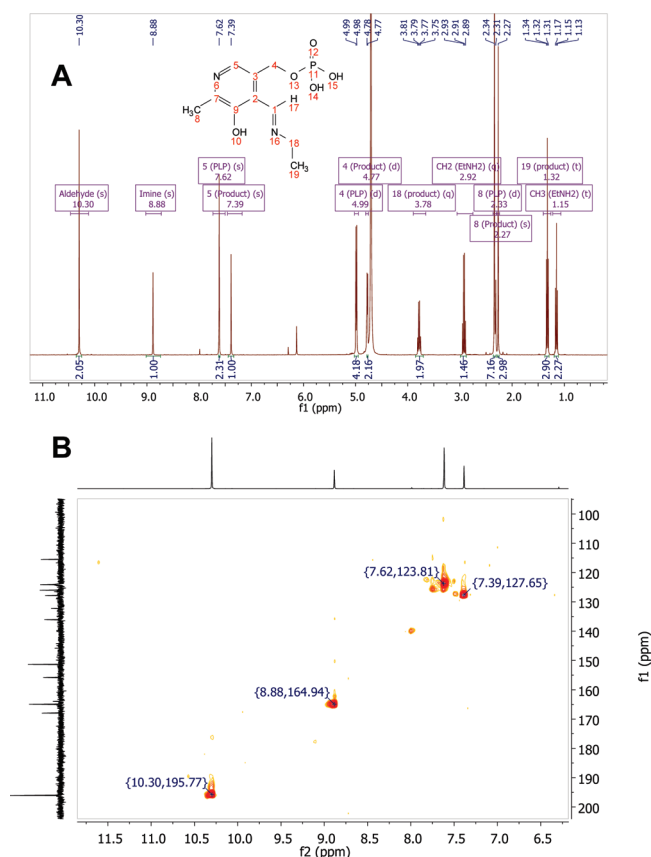 10.30
8.88
7.62
7.39
4.99
4.98
4.78
4.77
3.81
3.79
3.77
3.75
2.93
2.91
2.89
2.34
2.31
2.27
1.34
1.32
1.31
1.17
1.15
1.13
A
O
12
N
6
5
4
3
O
13
P
11
OH
15
OH
14
7
2
8
CH3
9
1
H
17
OH
10
N
16
18
CH3
19
5 (PLP) (s)
7.62
4 (Product) (d)
4.77
CH2 (EtNH2) (q)
2.92
19 (product) (t)
1.32
Aldehyde (s)
10.30
Imine (s)
8.88
5 (Product) (s)
7.39
4 (PLP) (d)
4.99
18 (product) (q)
3.78
8 (PLP) (d)
2.33
CH3 (EtNH2) (t)
1.15
8 (Product) (s)
2.27
2.05
1.00
2.31
1.00
4.18
2.16
1.97
1.46
7.16
2.98
2.90
2.27
11.0 10.0 9.0 8.0 7.0 6.0 5.0 4.0 3.0 2.0 1.0
f1 (ppm)
B
100
110
{7.62,123.81}
120
{7.39,127.65}
130
140
150
{8.88,164.94}
160
170
180
{10.30,195.77}
190
200
f1 (ppm)
11.5 11.0 10.5 10.0 9.5 9.0 8.5 8.0 7.5 7.0 6.5
f2 (ppm)